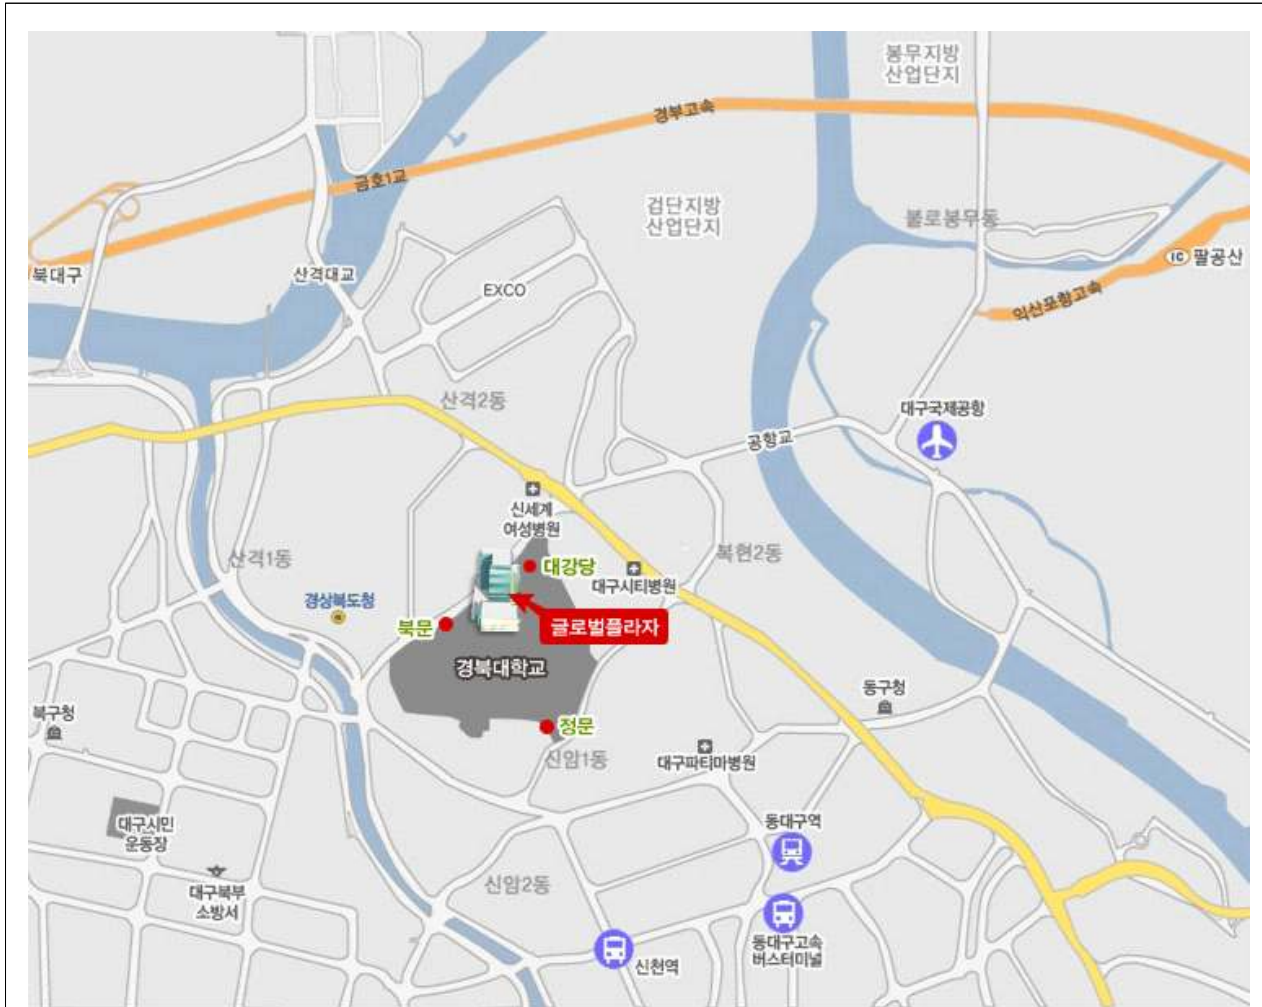 봉무지방
산업단지
경부고속
금호1교
검단지방
산업단지
불로봉무동
북대구
산격대교
EXCO
IC 팔공산
익산포항고속
산격2동
대구국제공항
공항교
신세계
여성병원
산격1동
대강당
복현2동
대구시티병원
경상북도청
북문
글로벌플라자
경북대학교
동구청
북구청
정문
신암1동
대구파티마병원
대구시민
운동장
동대구역
대구북부
소방서
신암2동
동대구고속
버스터미널
신천역